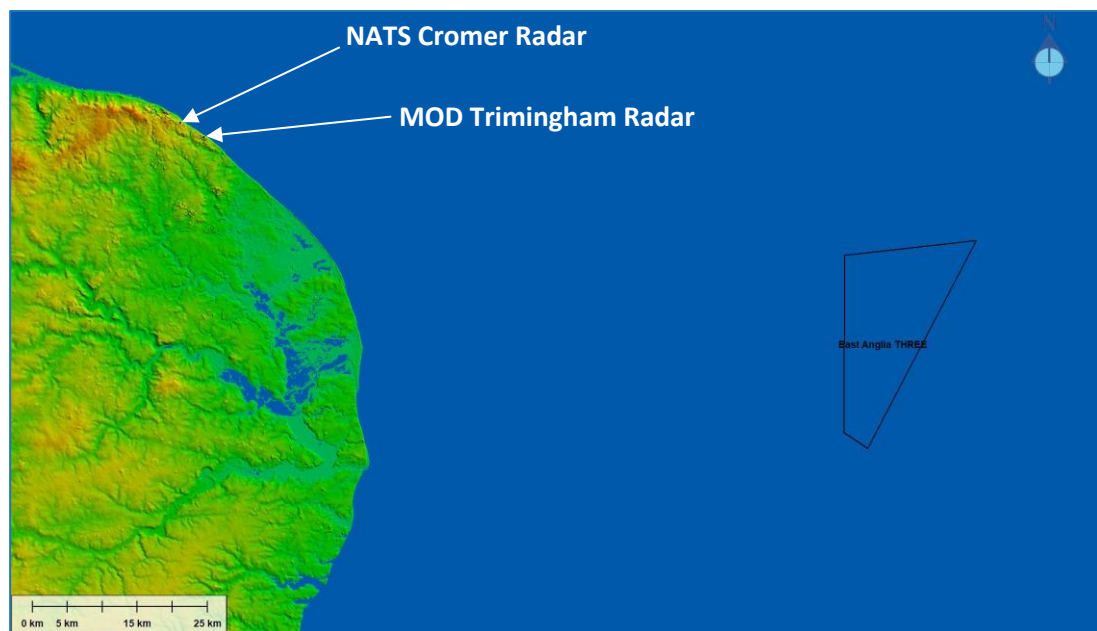 NATS Cromer Radar
N
MOD Trimingham Radar
East Anglia THREE
0 km 5 km 15 km 25 km